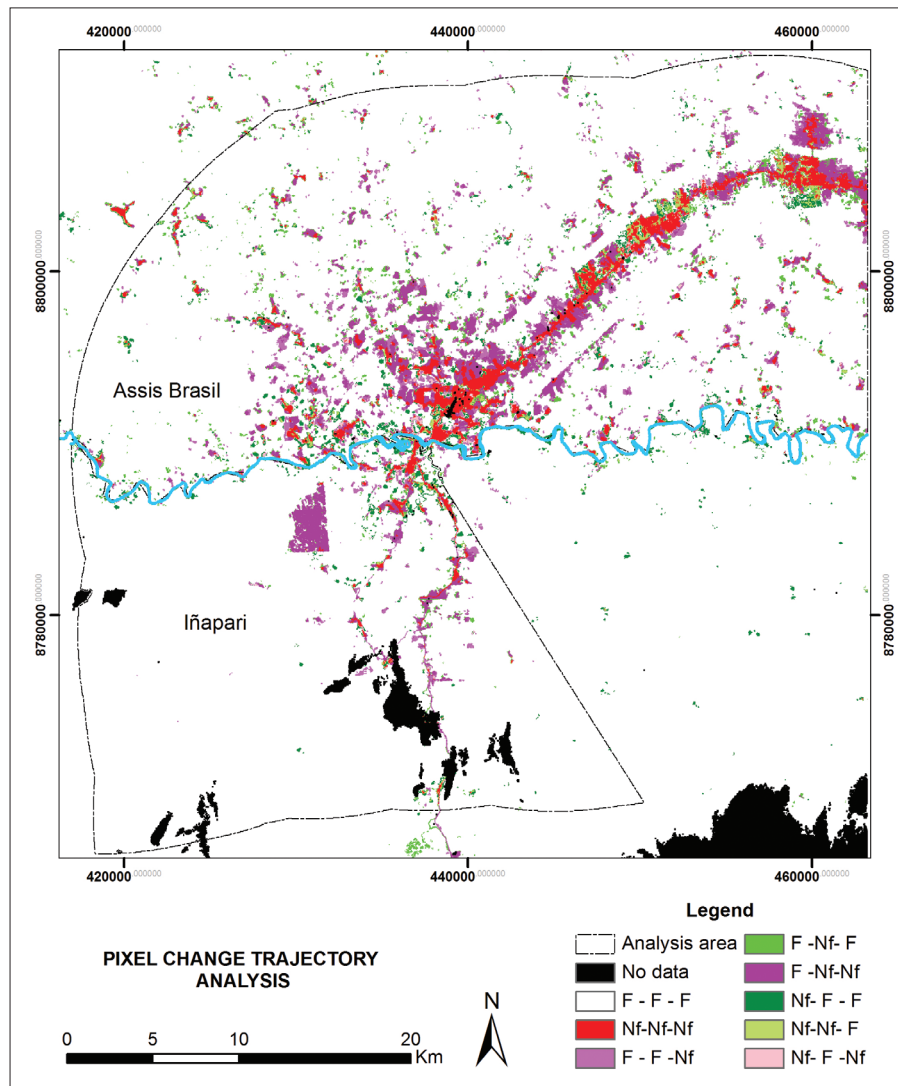 420000.000000 440000.000000 460000.000000
8800000.000000 8800000.000000
Assis Brasil
Iñapari
8780000.000000 8780000.000000
420000.000000 440000.000000 460000.000000
Legend
Analysis area
No data
F - F - F
Nf-Nf-Nf
F - F -Nf
F -Nf- F
F -Nf-Nf
Nf- F - F
Nf-Nf- F
Nf- F -Nf
PIXEL CHANGE TRAJECTORY
ANALYSIS
N
0 5 10 20
Km